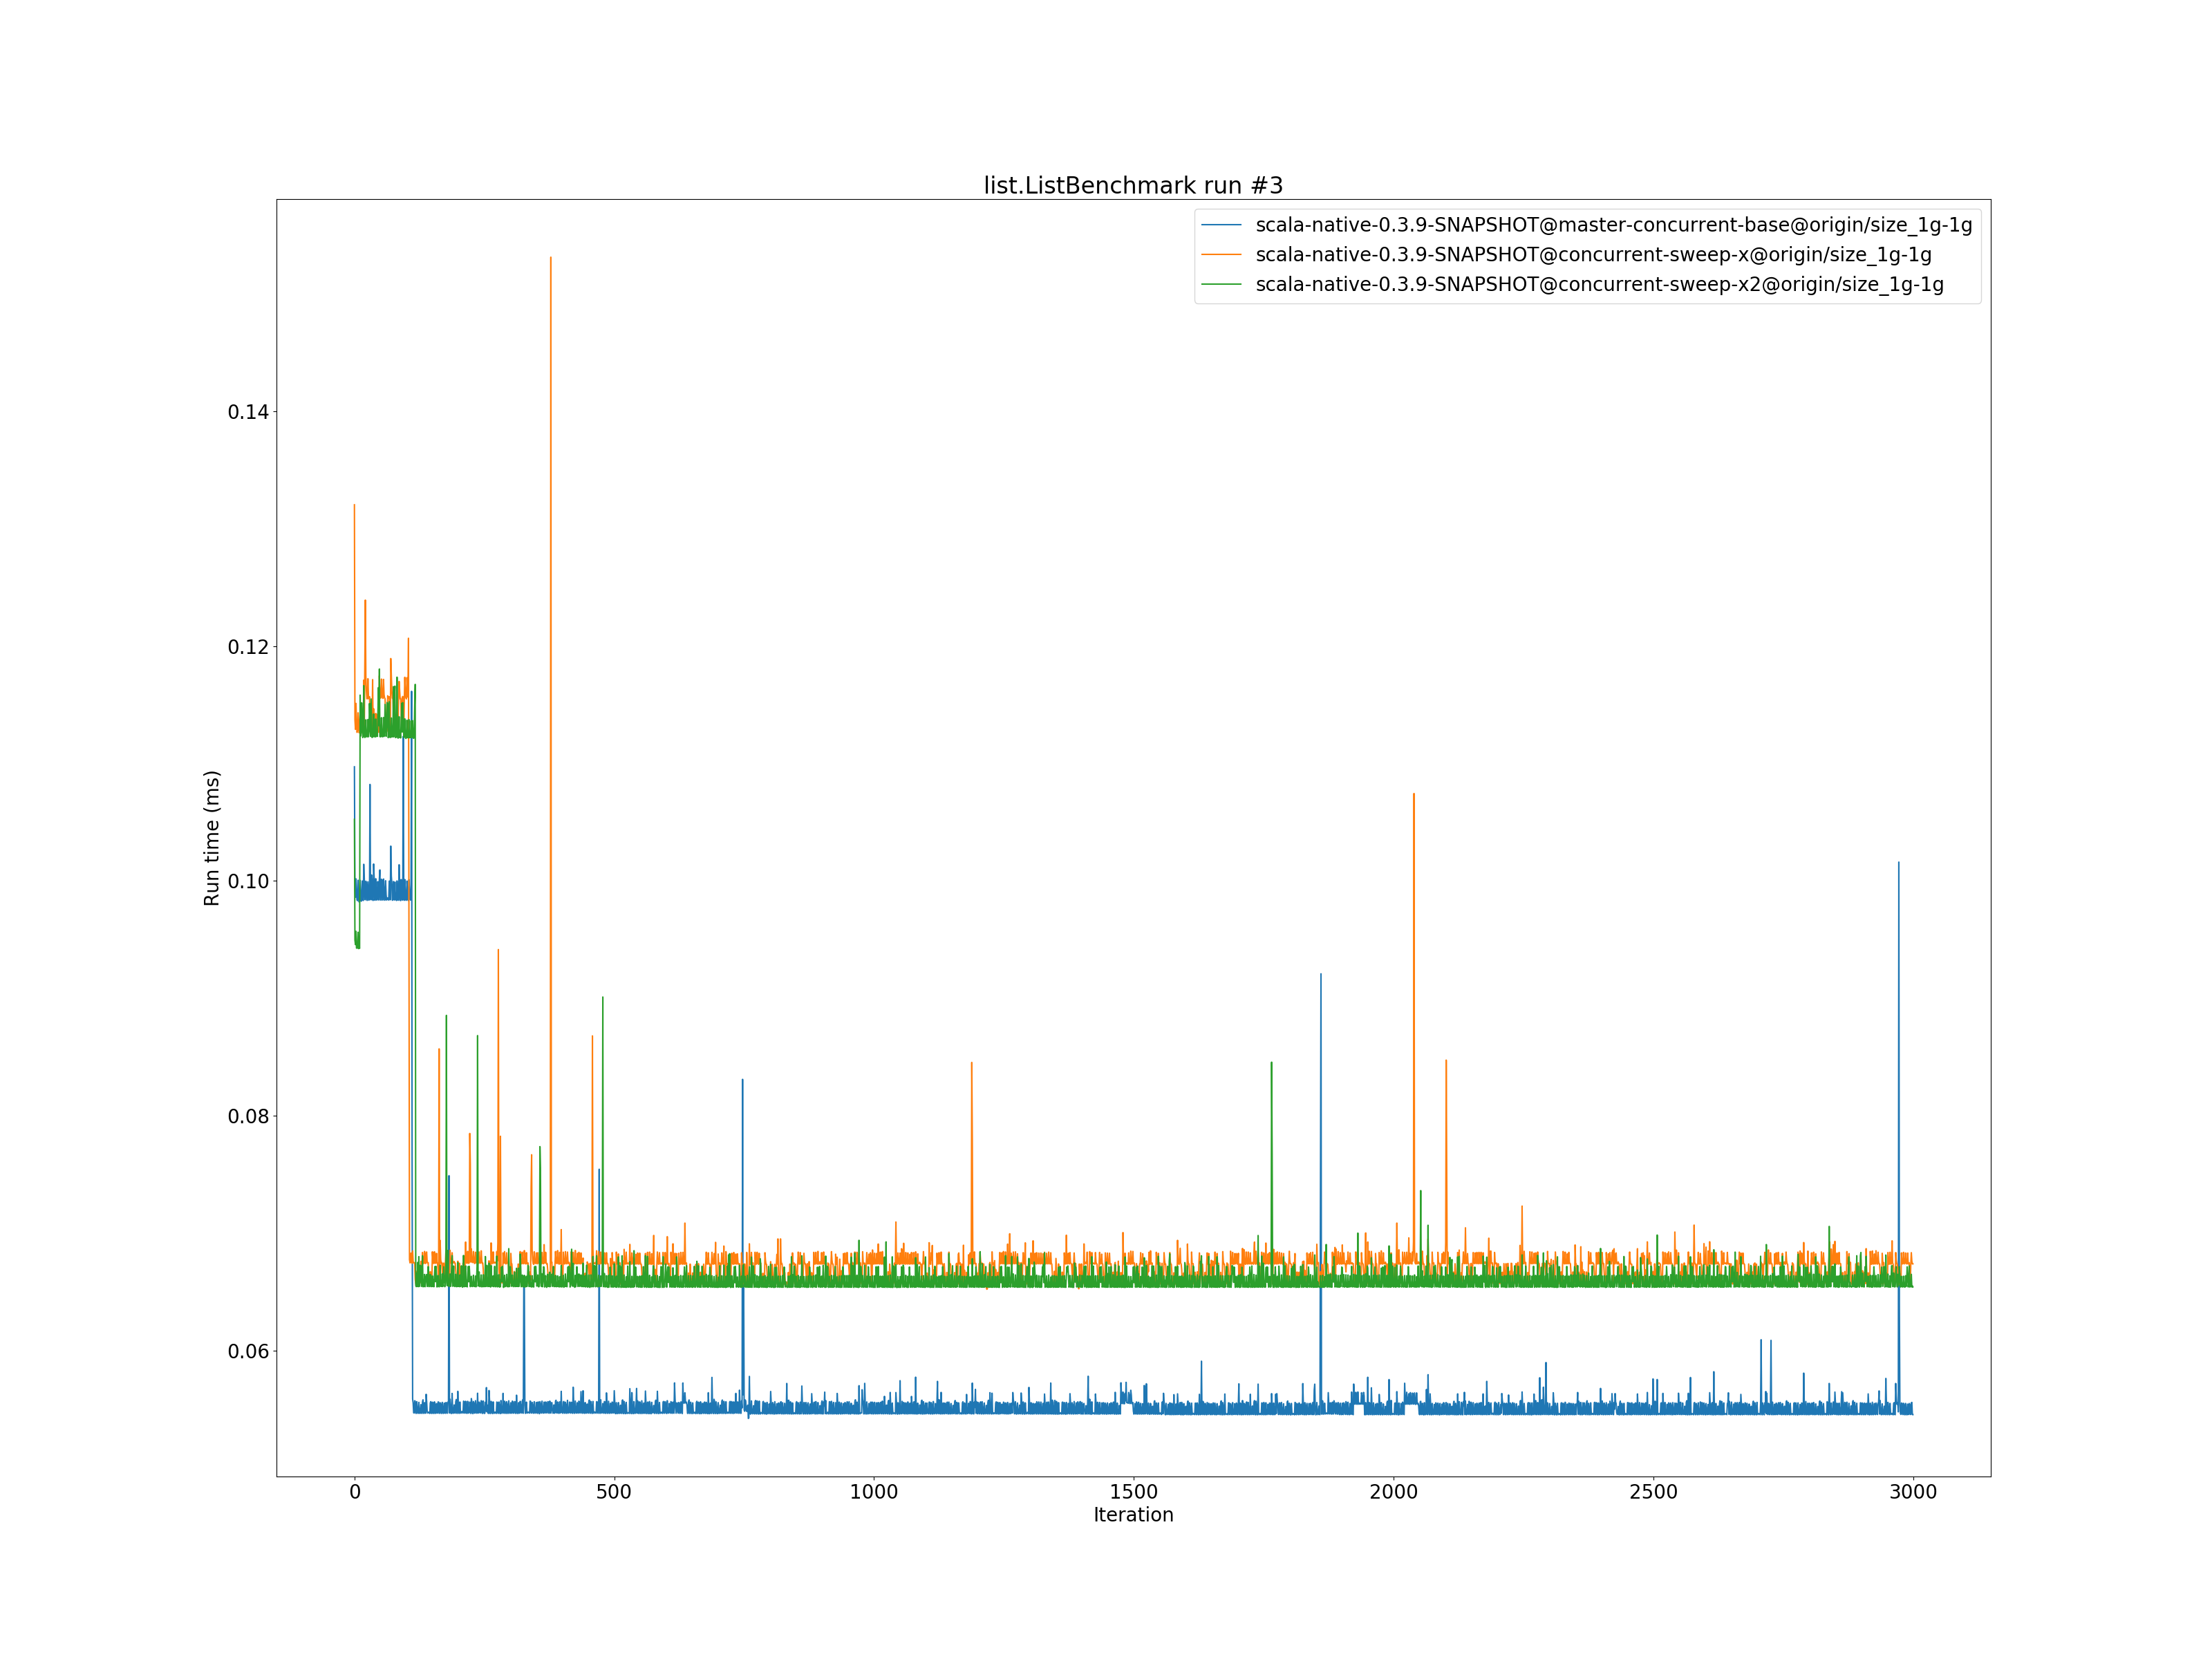 list.ListBenchmark run #3
scala-native-0.3.9-SNAPSHOT@master-concurrent-base@origin/size_1g-1g
scala-native-0.3.9-SNAPSHOT@concurrent-sweep-x@origin/size_1g-1g
scala-native-0.3.9-SNAPSHOT@concurrent-sweep-x2@origin/size_1g-1g
Run time (ms)
0.14
0.12
0.10
0.08
0.06
0 500 1000 1500 2000 2500 3000
Iteration